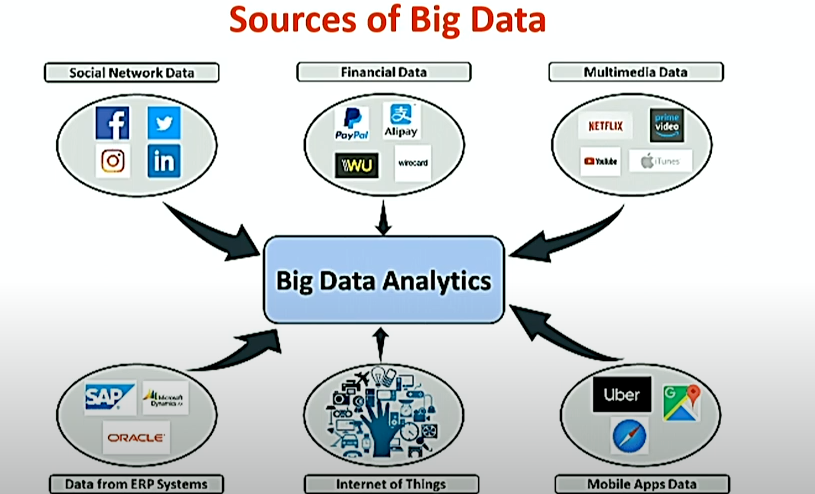 Sources of Big Data
Social Network Data
Financial Data
Multimedia Data
f
in
PayPal
Alipay
WU
wirecard
NETFLIX
prime
video
YouTube
iTunes
Big Data Analytics
SAP
Microsoft
Dynamics
ORACLE
Uber
G
Data from ERP Systems
Internet of Things
Mobile Apps Data